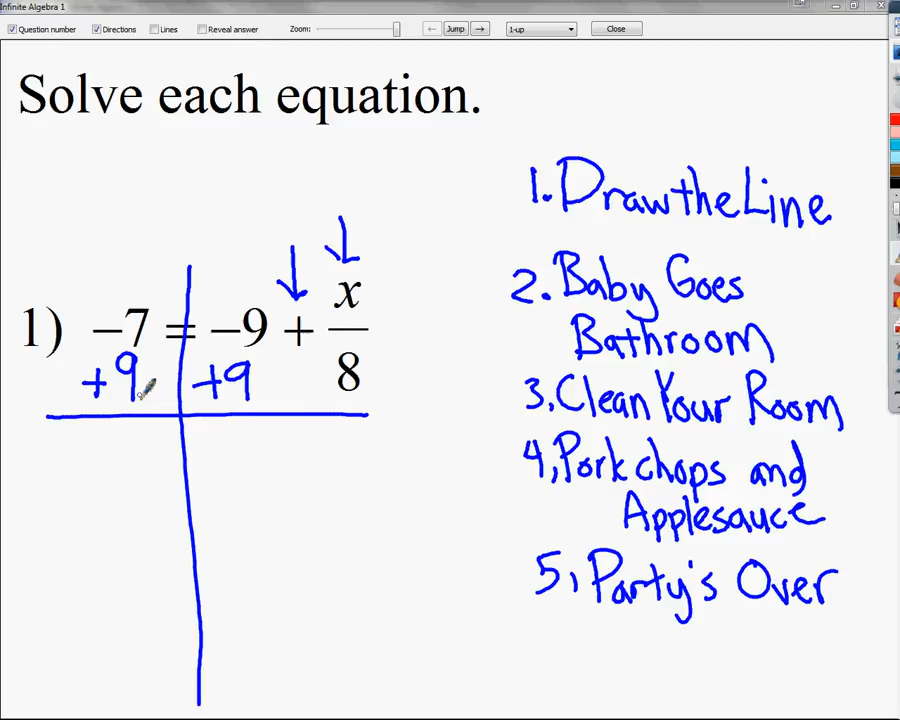 Infinite Algebra 1
Question number Directions Lines Reveal answer Zoom: Jump 1-up Close
Solve each equation.
1. Draw the Line
2. Baby Goes
Bathroom
3. Clean Your Room
4, Porkchops and
Applesauce
5, Party's Over
1) −7 = −9 + x/8
+9 +9